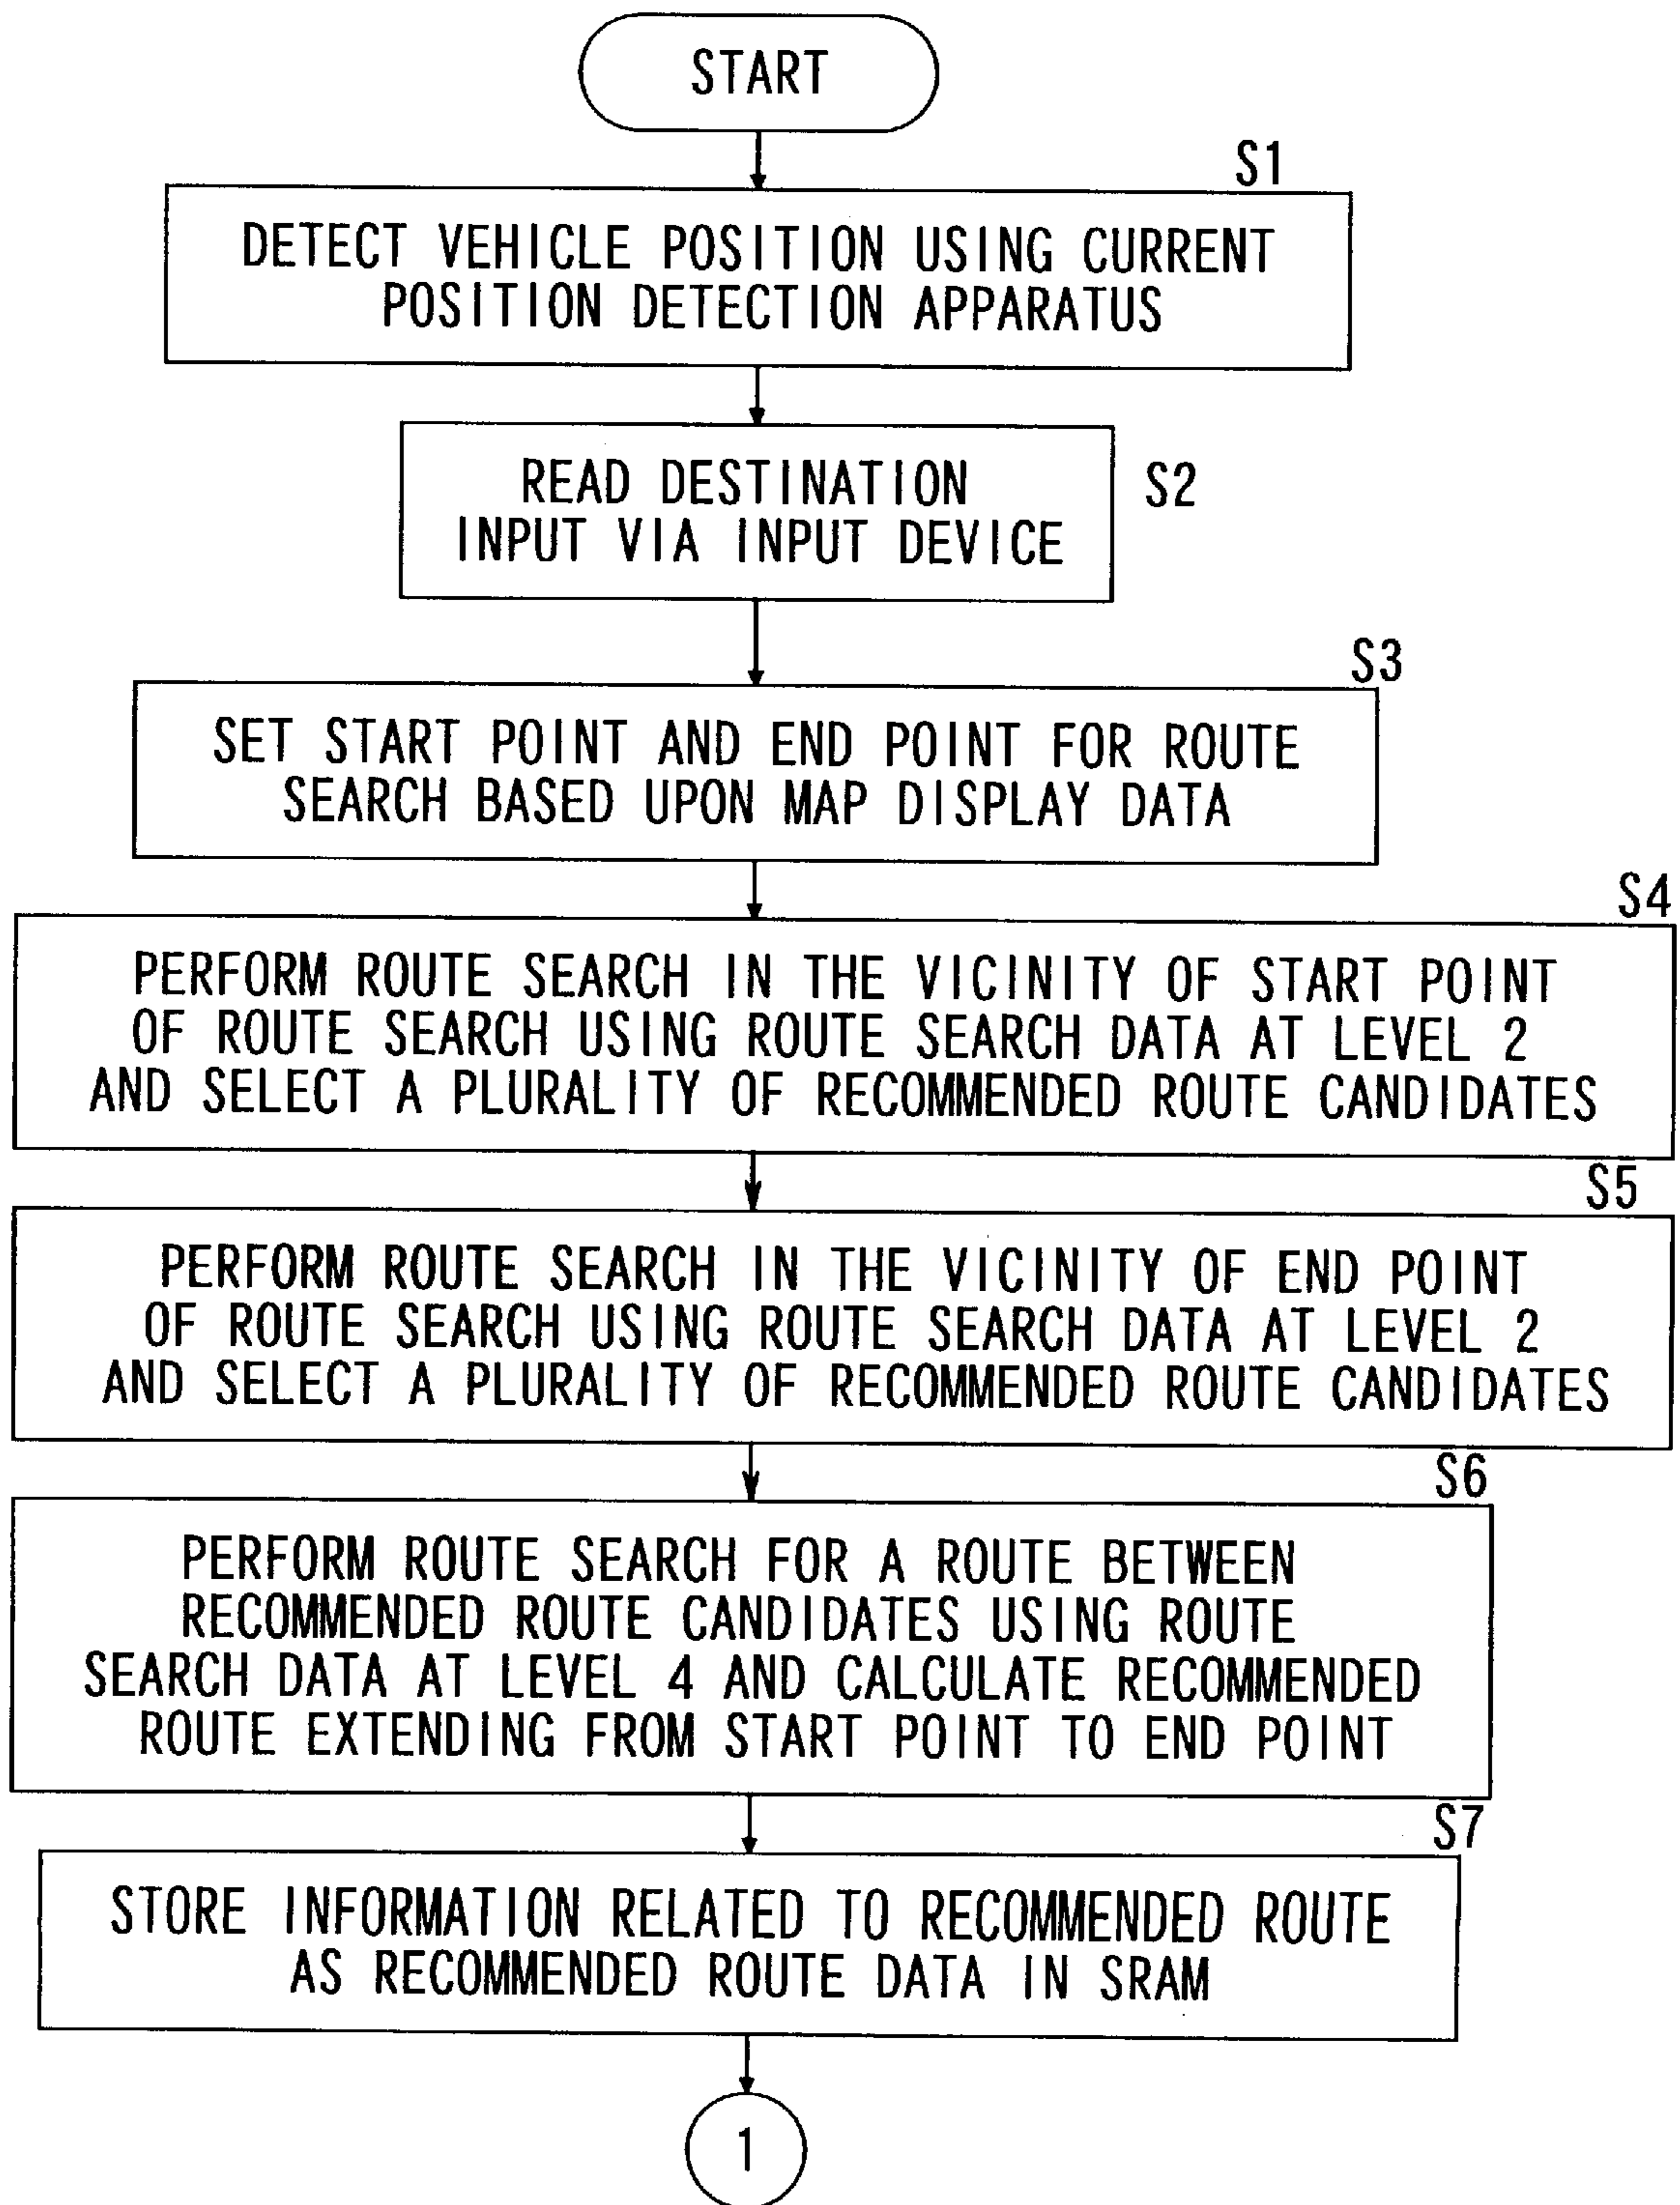 START
S1
DETECT VEHICLE POSITION USING CURRENT
POSITION DETECTION APPARATUS
READ DESTINATION
INPUT VIA INPUT DEVICE
S2
S3
SET START POINT AND END POINT FOR ROUTE
SEARCH BASED UPON MAP DISPLAY DATA
S4
PERFORM ROUTE SEARCH IN THE VICINITY OF START POINT
OF ROUTE SEARCH USING ROUTE SEARCH DATA AT LEVEL 2
AND SELECT A PLURALITY OF RECOMMENDED ROUTE CANDIDATES
S5
PERFORM ROUTE SEARCH IN THE VICINITY OF END POINT
OF ROUTE SEARCH USING ROUTE SEARCH DATA AT LEVEL 2
AND SELECT A PLURALITY OF RECOMMENDED ROUTE CANDIDATES
S6
PERFORM ROUTE SEARCH FOR A ROUTE BETWEEN
RECOMMENDED ROUTE CANDIDATES USING ROUTE
SEARCH DATA AT LEVEL 4 AND CALCULATE RECOMMENDED
ROUTE EXTENDING FROM START POINT TO END POINT
S7
STORE INFORMATION RELATED TO RECOMMENDED ROUTE
AS RECOMMENDED ROUTE DATA IN SRAM
1